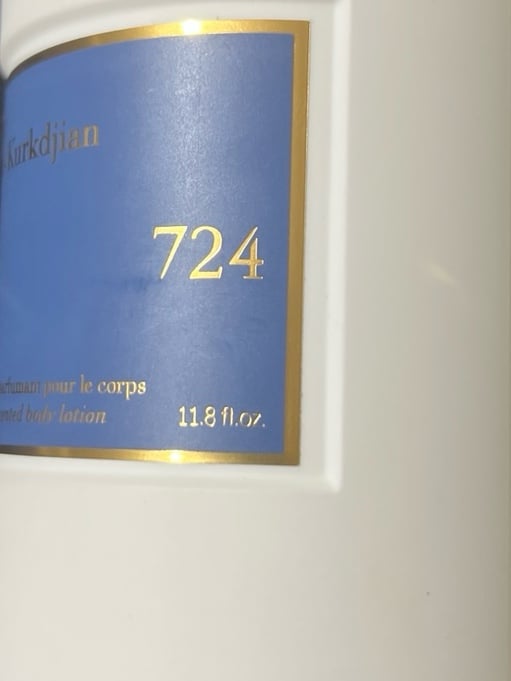 Kurkdjian
724
pour le corps
body lotion
11.8 fl.oz.